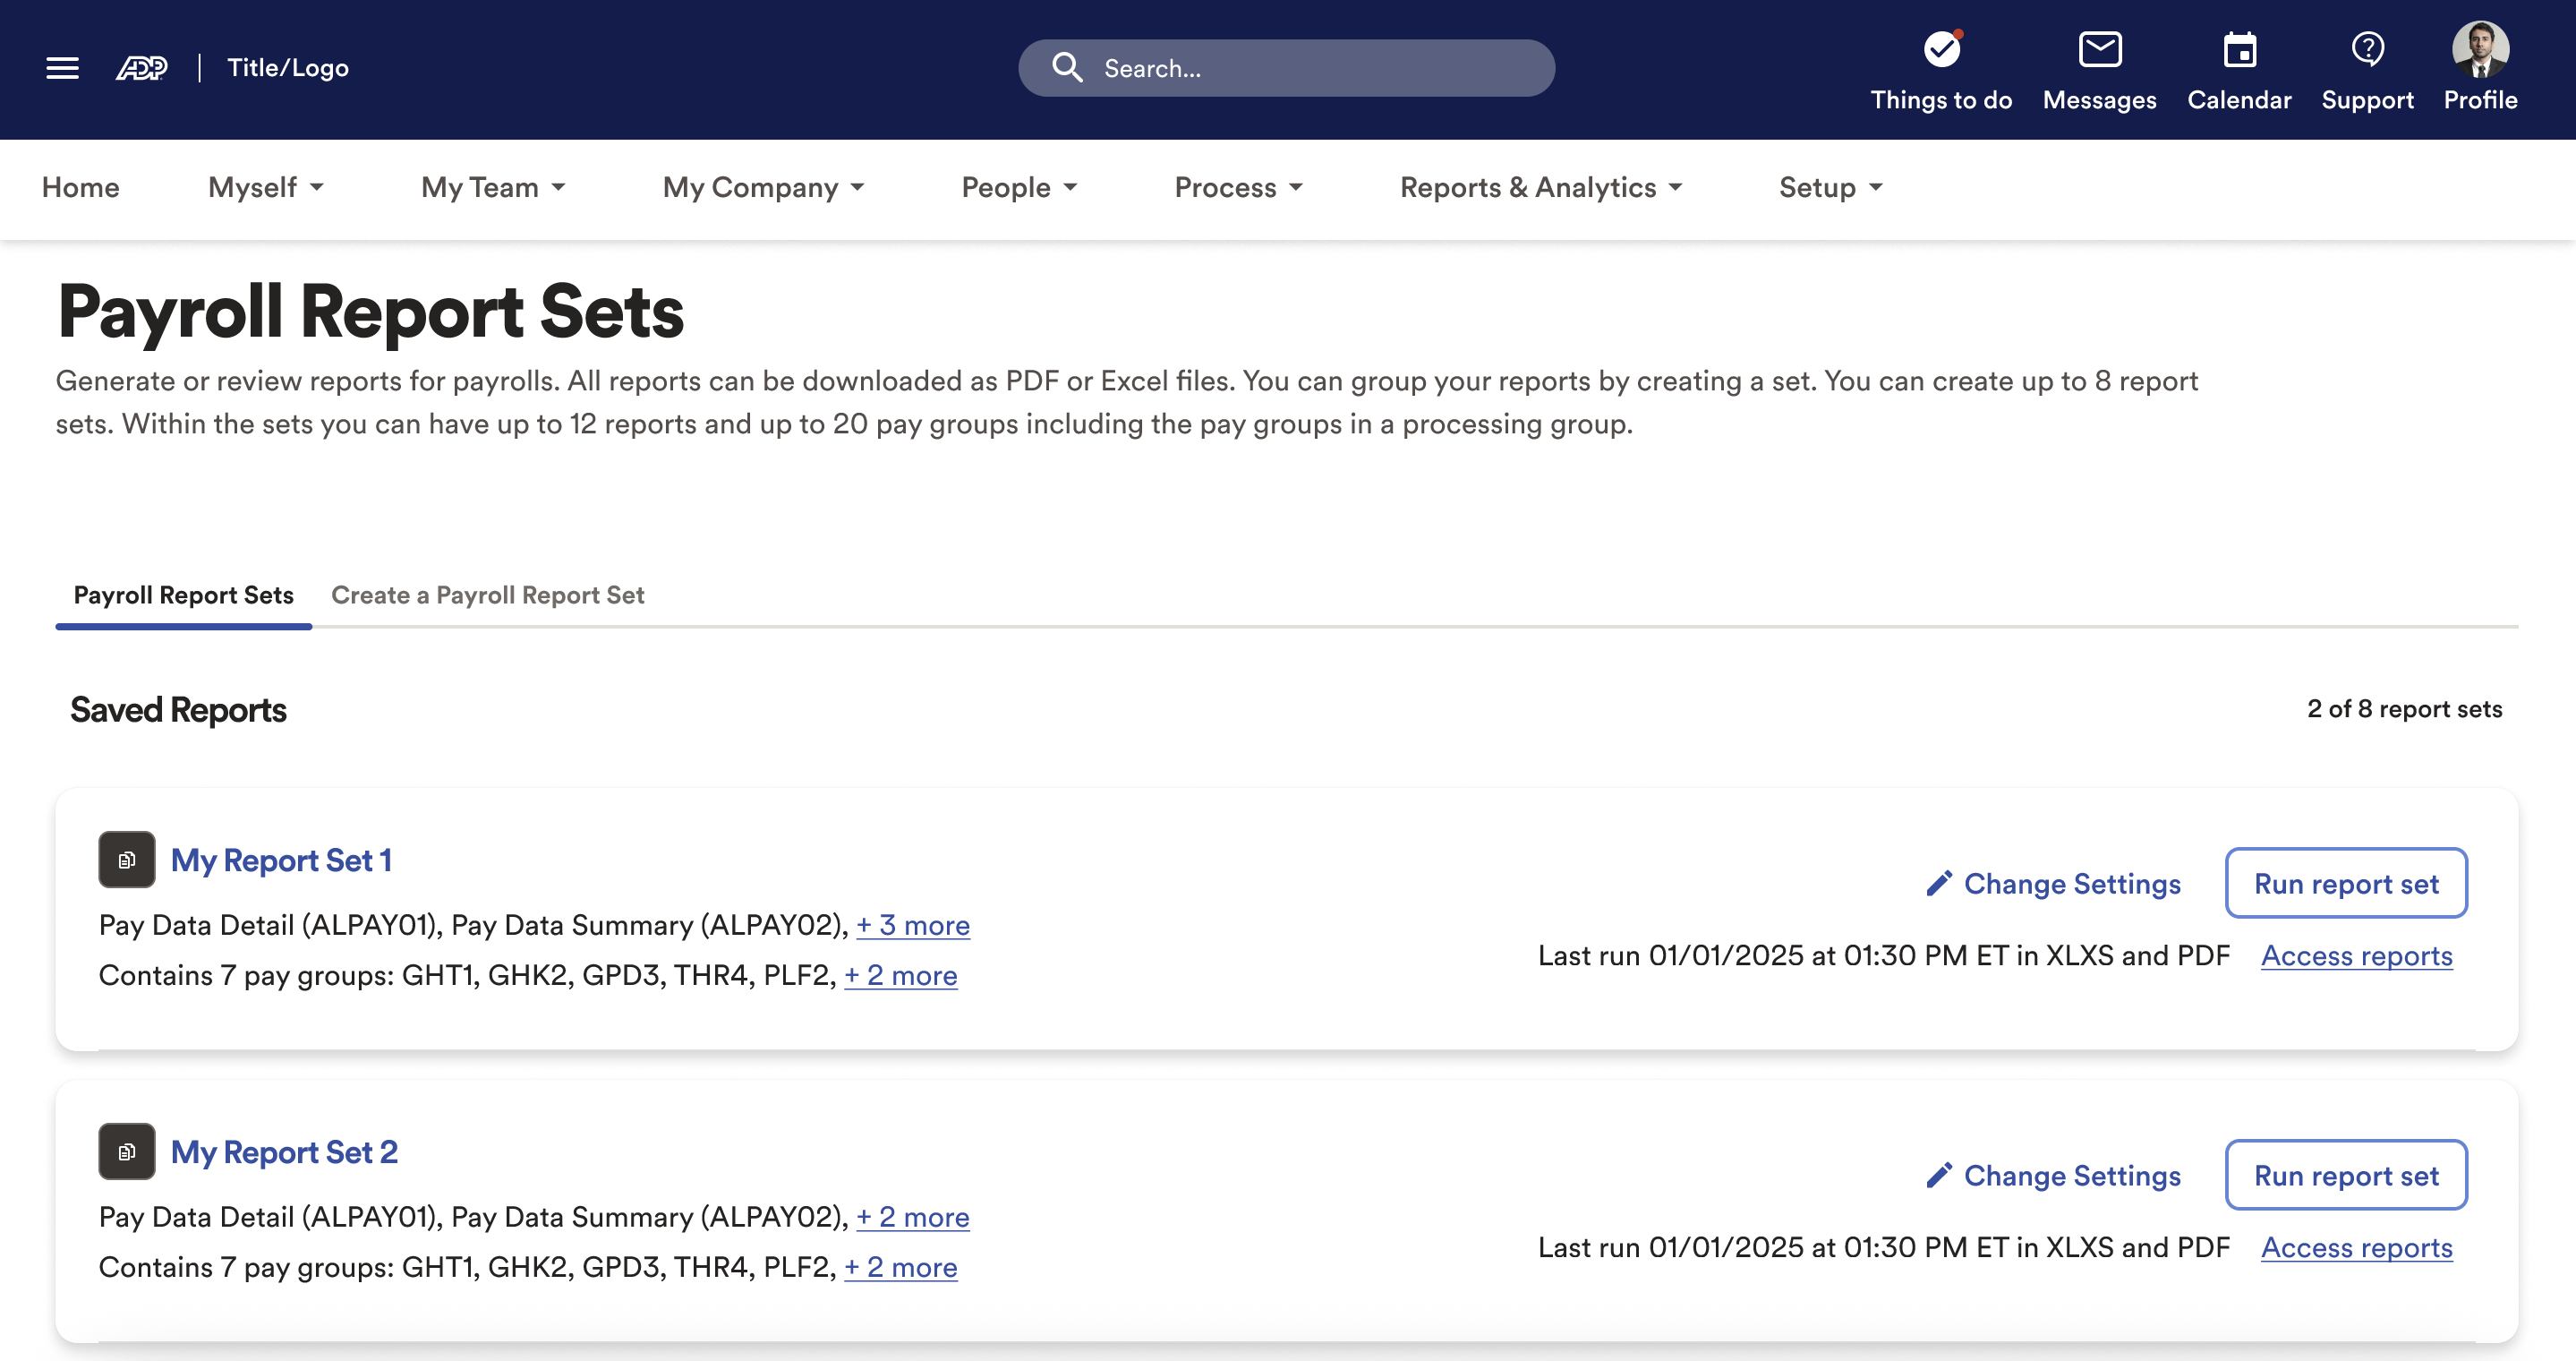 ADP
Title/Logo
Search...
Things to do
Messages
Calendar
Support
Profile
Home
Myself
My Team
My Company
People
Process
Reports & Analytics
Setup
Payroll Report Sets
Generate or review reports for payrolls. All reports can be downloaded as PDF or Excel files. You can group your reports by creating a set. You can create up to 8 report
sets. Within the sets you can have up to 12 reports and up to 20 pay groups including the pay groups in a processing group.
Payroll Report Sets
Create a Payroll Report Set
Saved Reports
2 of 8 report sets
My Report Set 1
Change Settings
Run report set
Pay Data Detail (ALPAY01), Pay Data Summary (ALPAY02), + 3 more
Last run 01/01/2025 at 01:30 PM ET in XLXS and PDF Access reports
Contains 7 pay groups: GHT1, GHK2, GPD3, THR4, PLF2, + 2 more
My Report Set 2
Change Settings
Run report set
Pay Data Detail (ALPAY01), Pay Data Summary (ALPAY02), + 2 more
Last run 01/01/2025 at 01:30 PM ET in XLXS and PDF Access reports
Contains 7 pay groups: GHT1, GHK2, GPD3, THR4, PLF2, + 2 more